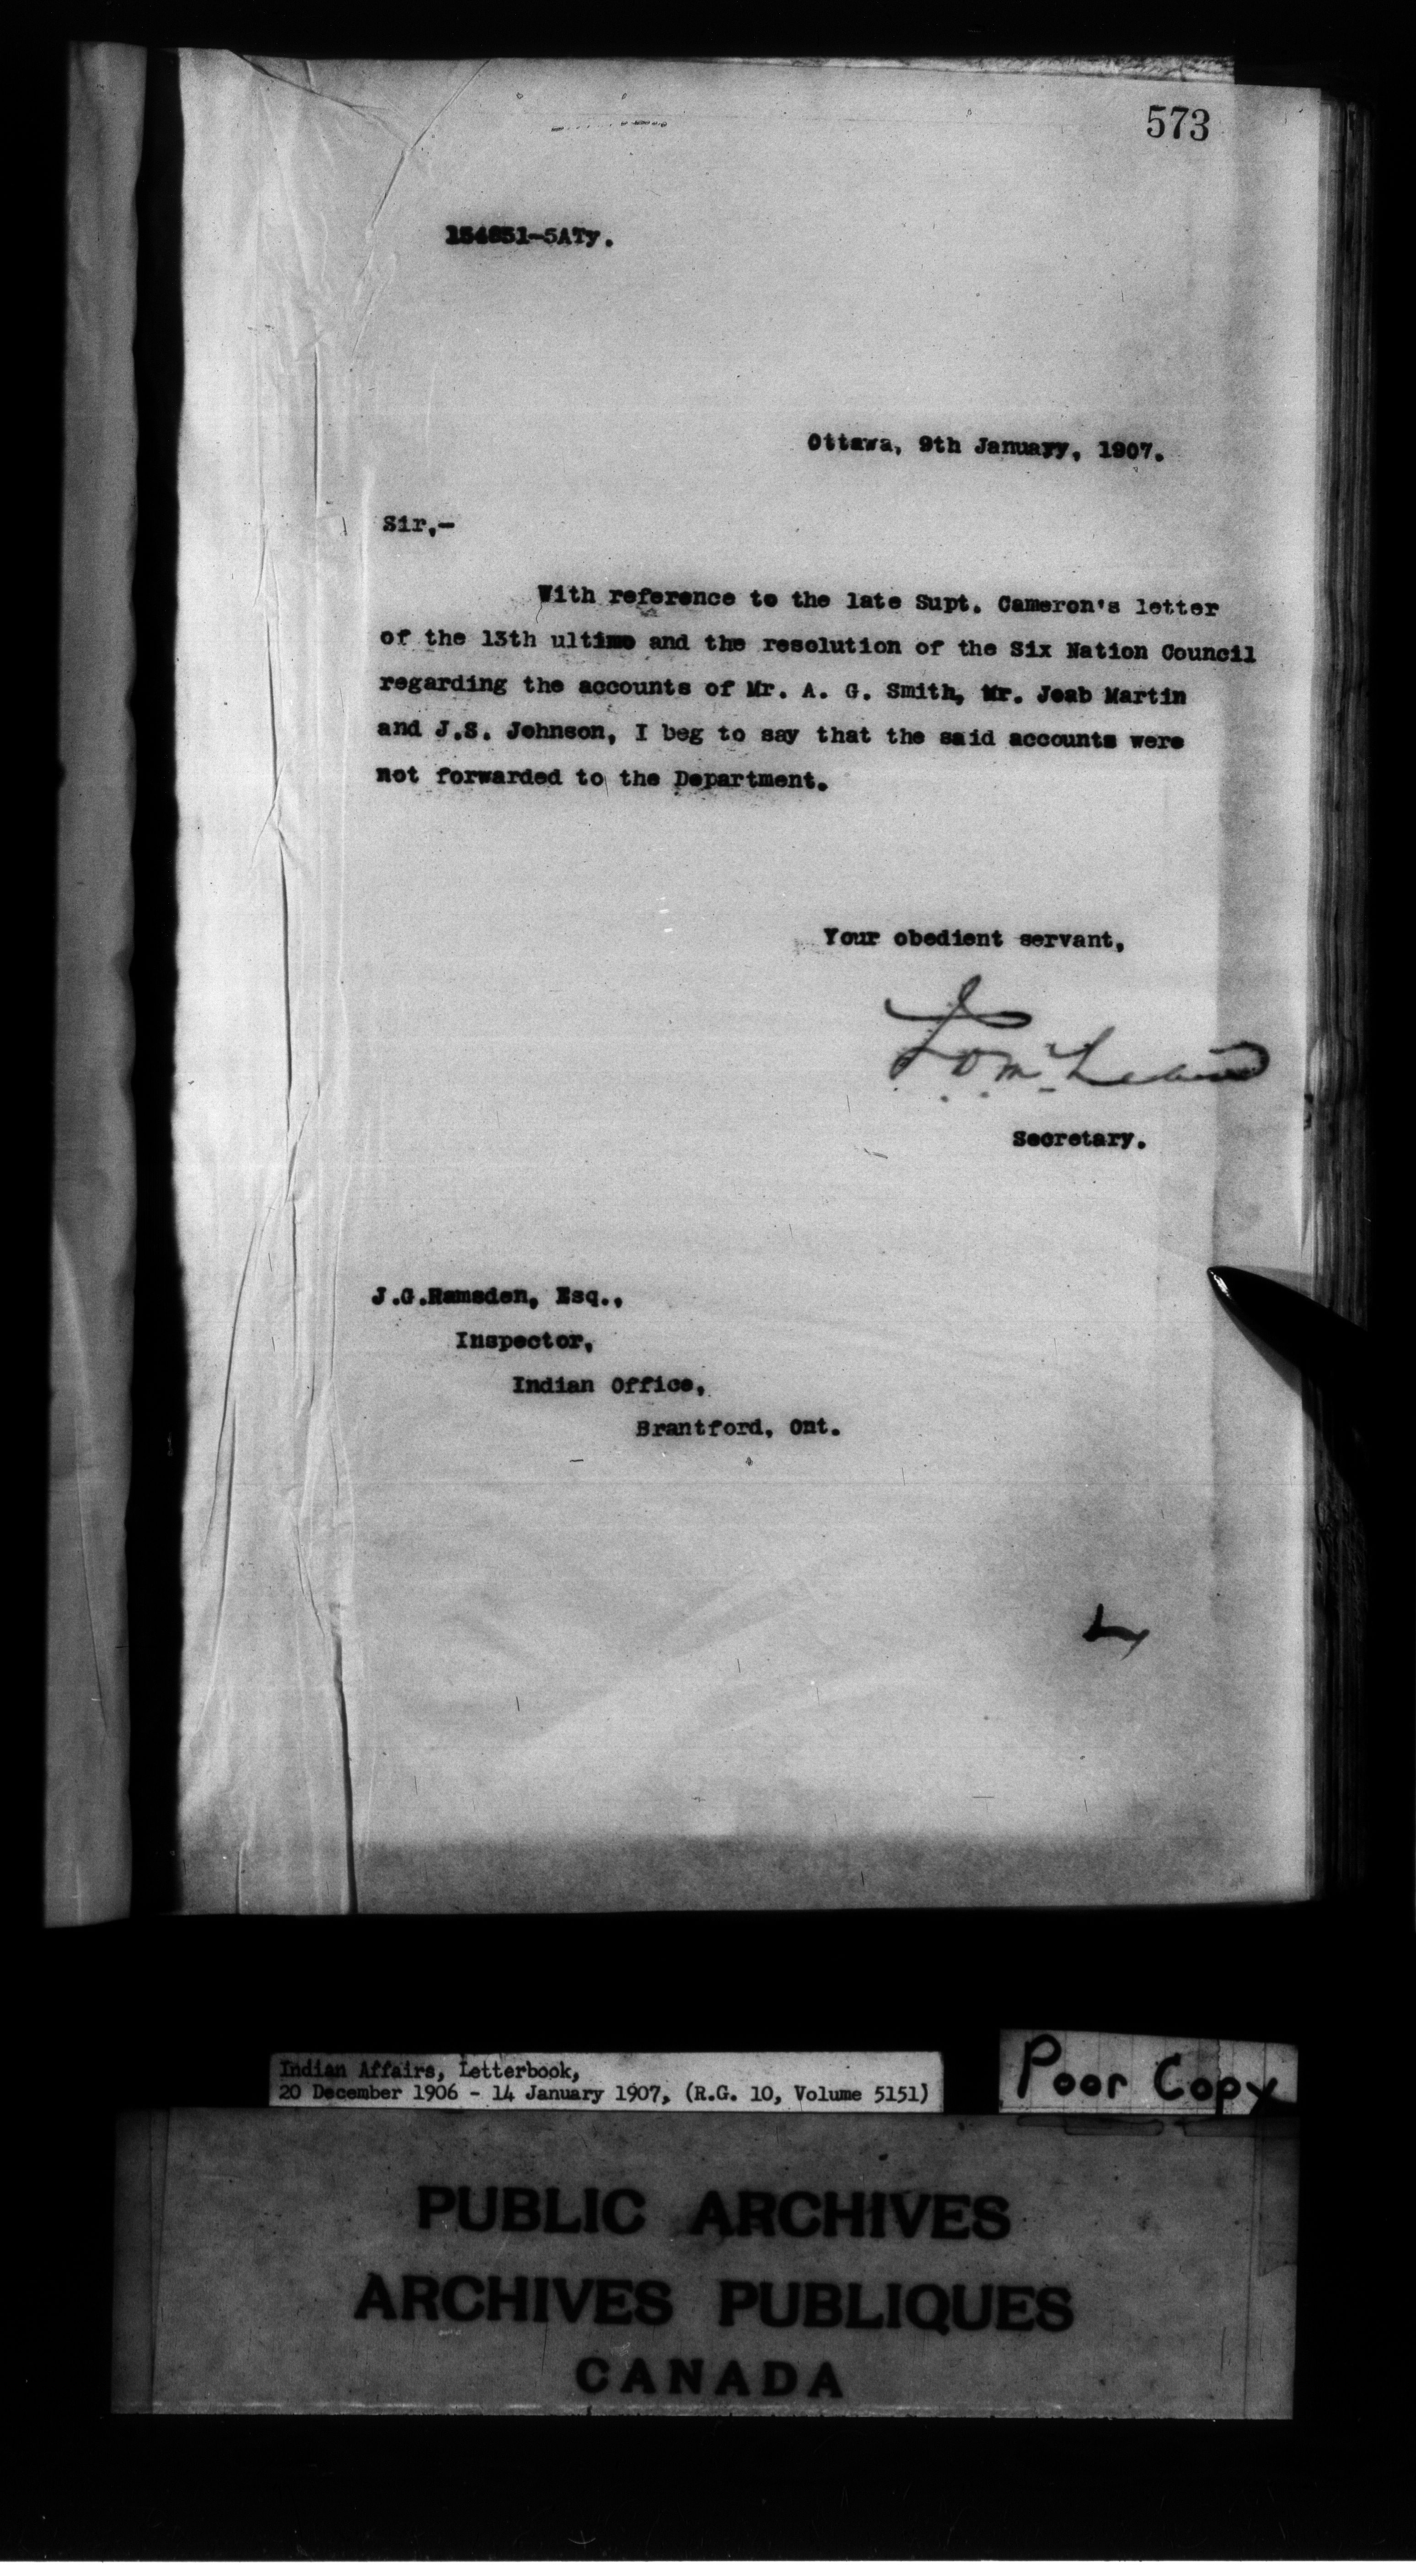 573
154651-5ATy.
Ottawa, 9th January, 1907.
Sir,-
With reference to the late Supt. Cameron's letter
of the 13th ultimo and the resolution of the Six Nation Council
regarding the accounts of Mr. A. G. Smith, Mr. Joab Martin
and J.S. Johnson, I beg to say that the said accounts were
not forwarded to the Department.
Your obedient servant,
Secretary.
J.G.Ramsden, Esq.,
Inspector,
Indian Office,
Brantford, Ont.
Indian Affairs, Letterbook,
20 December 1906 - 14 January 1907, (R.G. 10, Volume 5151)
Poor Copy
PUBLIC ARCHIVES
ARCHIVES PUBLIQUES
CANADA